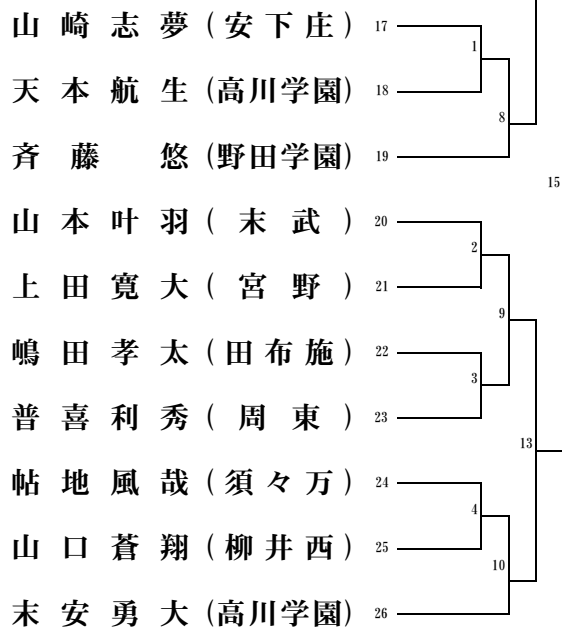 山崎志夢(安下庄) 17
1
天本航生(高川学園) 18
8
斉藤 悠(野田学園) 19
15
山本叶羽(末武) 20
2
上田寛大(宮野) 21
9
嶋田孝太(田布施) 22
3
普喜利秀(周東) 23
13
帖地風哉(須々万) 24
4
山口蒼翔(柳井西) 25
10
末安勇大(高川学園) 26